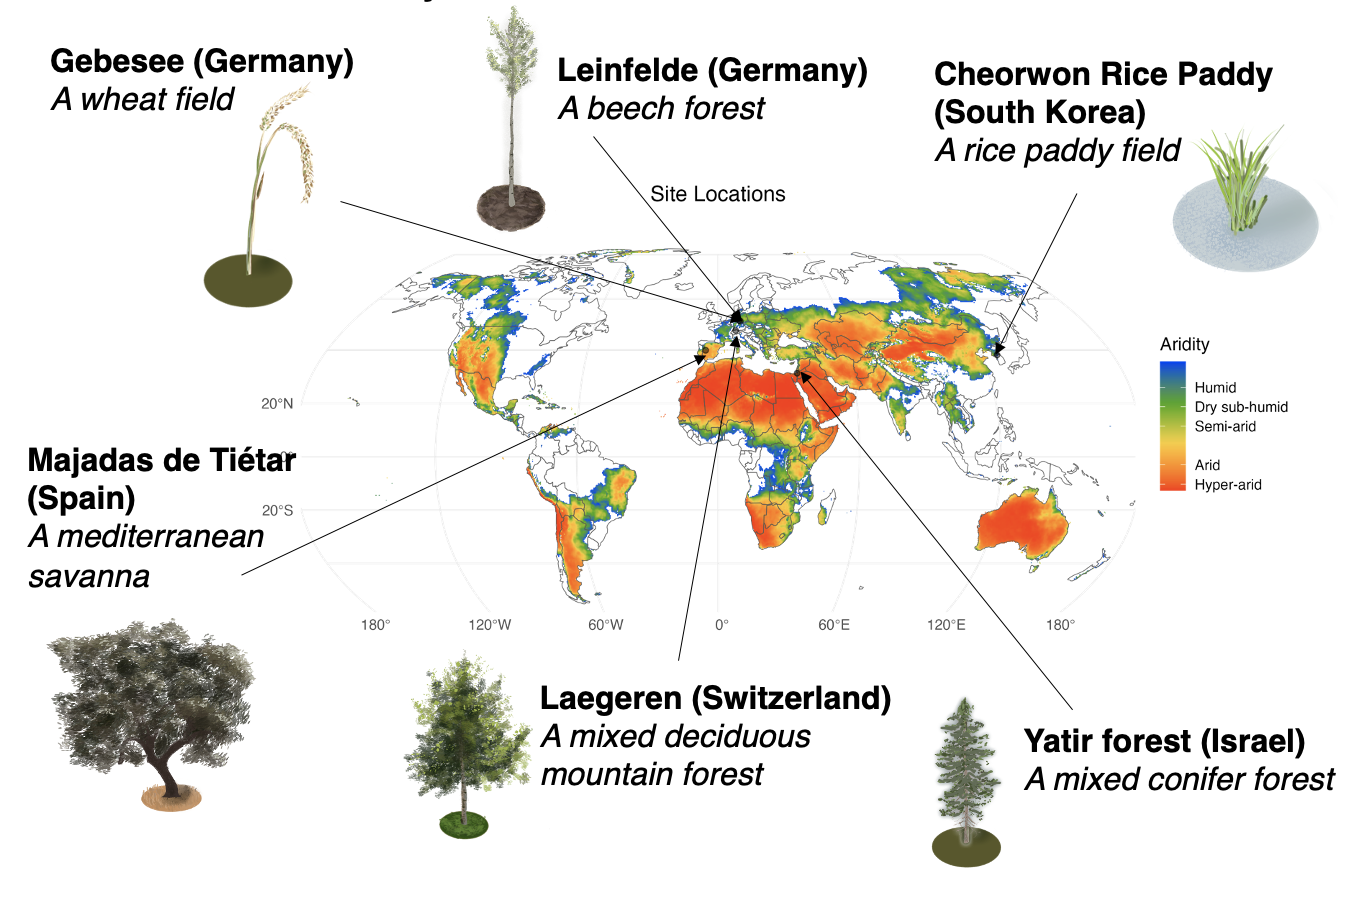 Gebesee (Germany)
A wheat field
Leinfelde (Germany)
A beech forest
Cheorwon Rice Paddy
(South Korea)
A rice paddy field
Site Locations
Aridity
Humid
Dry sub-humid
Semi-arid
Arid
Hyper-arid
20°N
20°S
180°
120°W
60°W
0°
60°E
120°E
180°
Majadas de Tiétar
(Spain)
A mediterranean
savanna
Laegeren (Switzerland)
A mixed deciduous
mountain forest
Yatir forest (Israel)
A mixed conifer forest